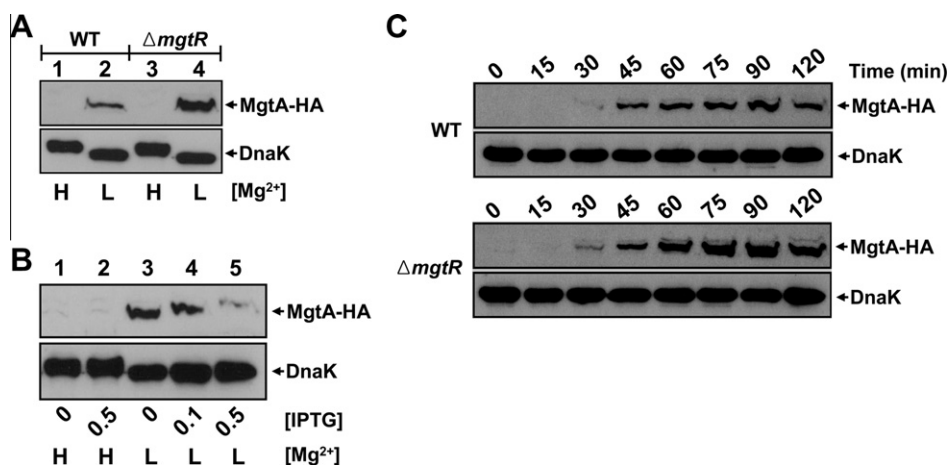 A
WT ΔmgtR
1 2 3 4
MgtA-HA
DnaK
H L H L [Mg²⁺]
B
1 2 3 4 5
MgtA-HA
DnaK
0 0.5 0 0.1 0.5 [IPTG]
H H L L L [Mg²⁺]
C
0 15 30 45 60 75 90 120 Time (min)
WT
MgtA-HA
DnaK
0 15 30 45 60 75 90 120
ΔmgtR
MgtA-HA
DnaK